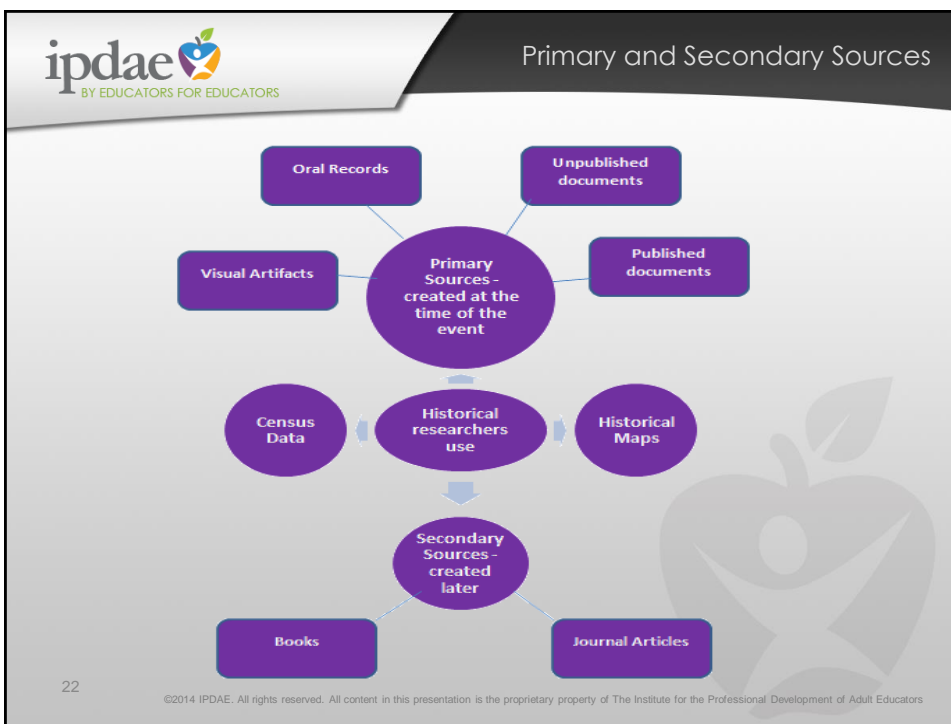 ipdae
BY EDUCATORS FOR EDUCATORS
Primary and Secondary Sources
Oral Records
Unpublished
documents
Visual Artifacts
Primary
Sources -
created at the
time of the
event
Published
documents
Census
Data
Historical
researchers
use
Historical
Maps
Secondary
Sources -
created
later
Books
Journal Articles
22
©2014 IPDAE. All rights reserved. All content in this presentation is the proprietary property of The Institute for the Professional Development of Adult Educators